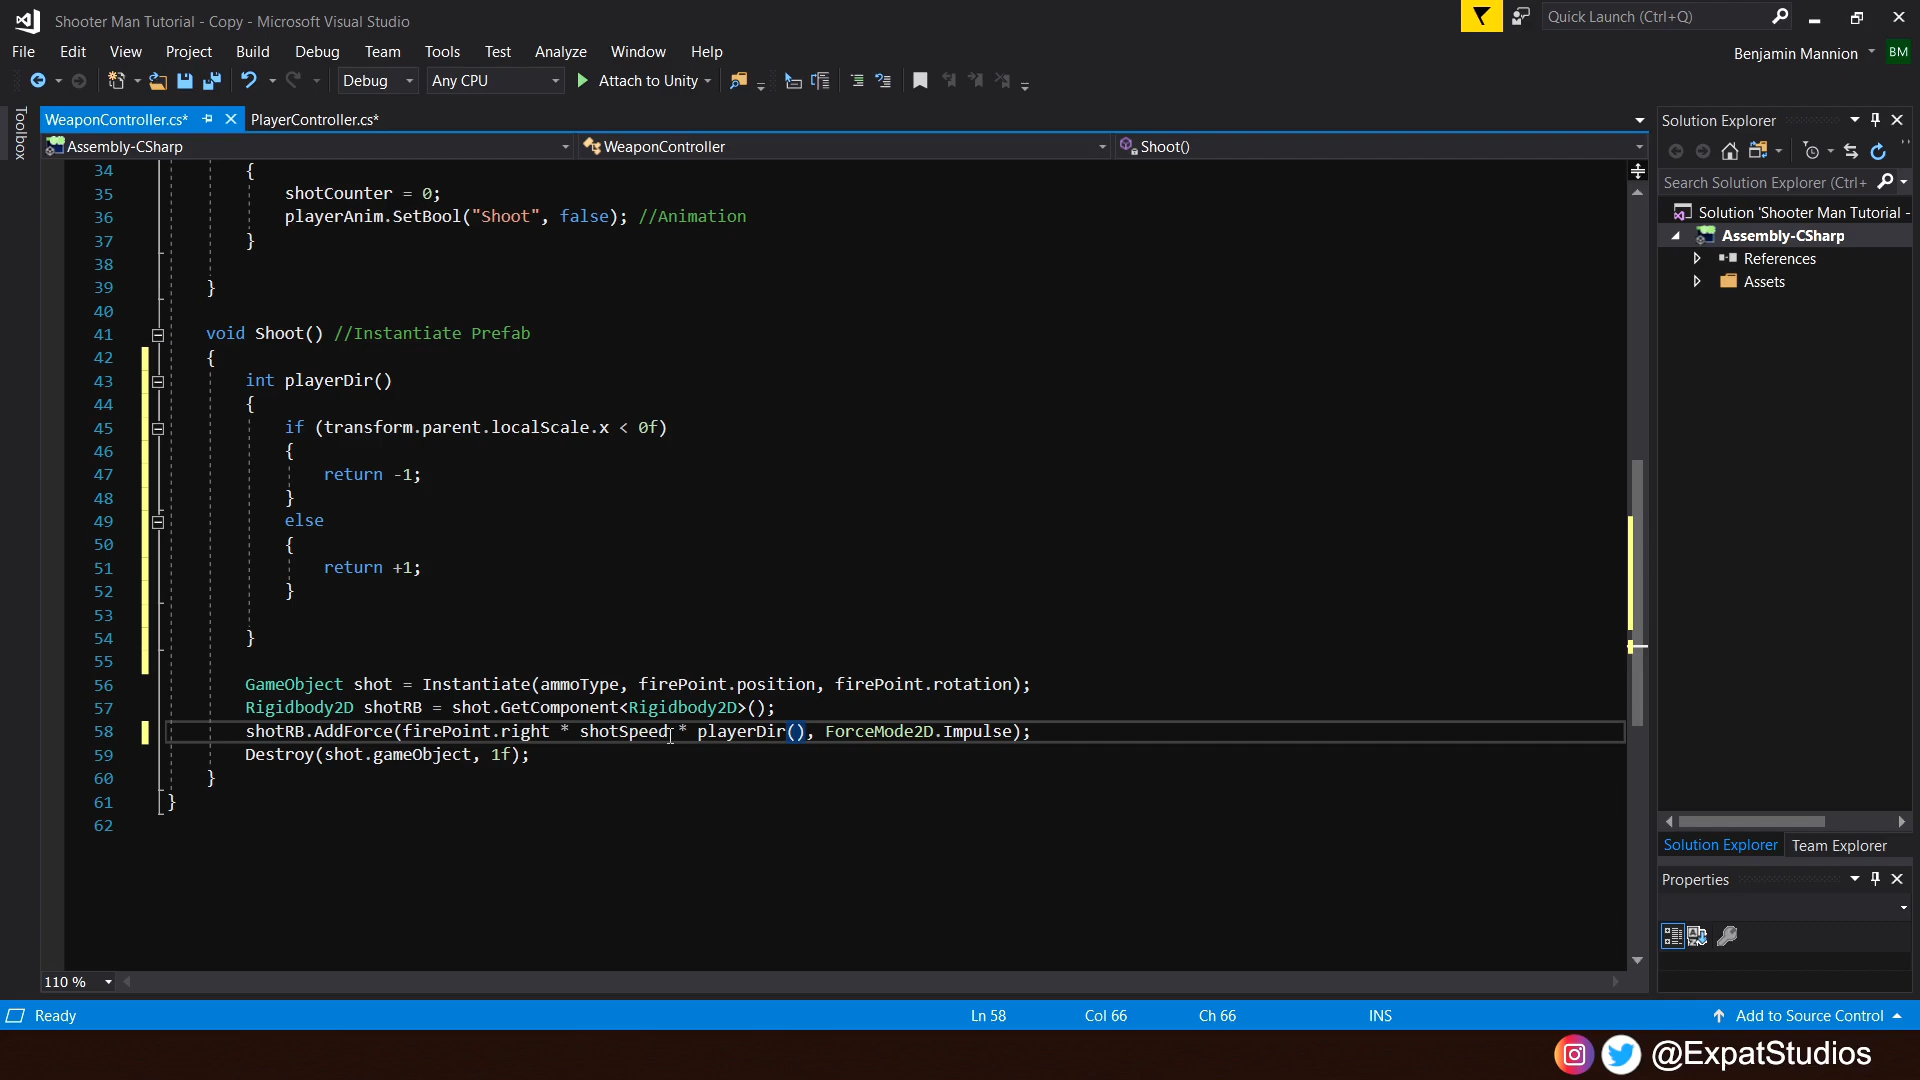 Shooter Man Tutorial - Copy - Microsoft Visual Studio
Quick Launch (Ctrl+Q)
File Edit View Project Build Debug Team Tools Test Analyze Window Help
Benjamin Mannion BM
Debug Any CPU Attach to Unity
Toolbox
WeaponController.cs* PlayerController.cs*
Assembly-CSharp WeaponController Shoot()
34 {
35 shotCounter = 0;
36 playerAnim.SetBool("Shoot", false); //Animation
37 }
38
39 }
40
41 void Shoot() //Instantiate Prefab
42 {
43 int playerDir()
44 {
45 if (transform.parent.localScale.x < 0f)
46 {
47 return -1;
48 }
49 else
50 {
51 return +1;
52 }
53
54 }
55
56 GameObject shot = Instantiate(ammoType, firePoint.position, firePoint.rotation);
57 Rigidbody2D shotRB = shot.GetComponent<Rigidbody2D>();
58 shotRB.AddForce(firePoint.right * shotSpeed * playerDir(), ForceMode2D.Impulse);
59 Destroy(shot.gameObject, 1f);
60 }
61 }
62
110 %
Solution Explorer
Search Solution Explorer (Ctrl+
Solution 'Shooter Man Tutorial -
Assembly-CSharp
References
Assets
Solution Explorer Team Explorer
Properties
Ready Ln 58 Col 66 Ch 66 INS Add to Source Control
@ExpatStudios